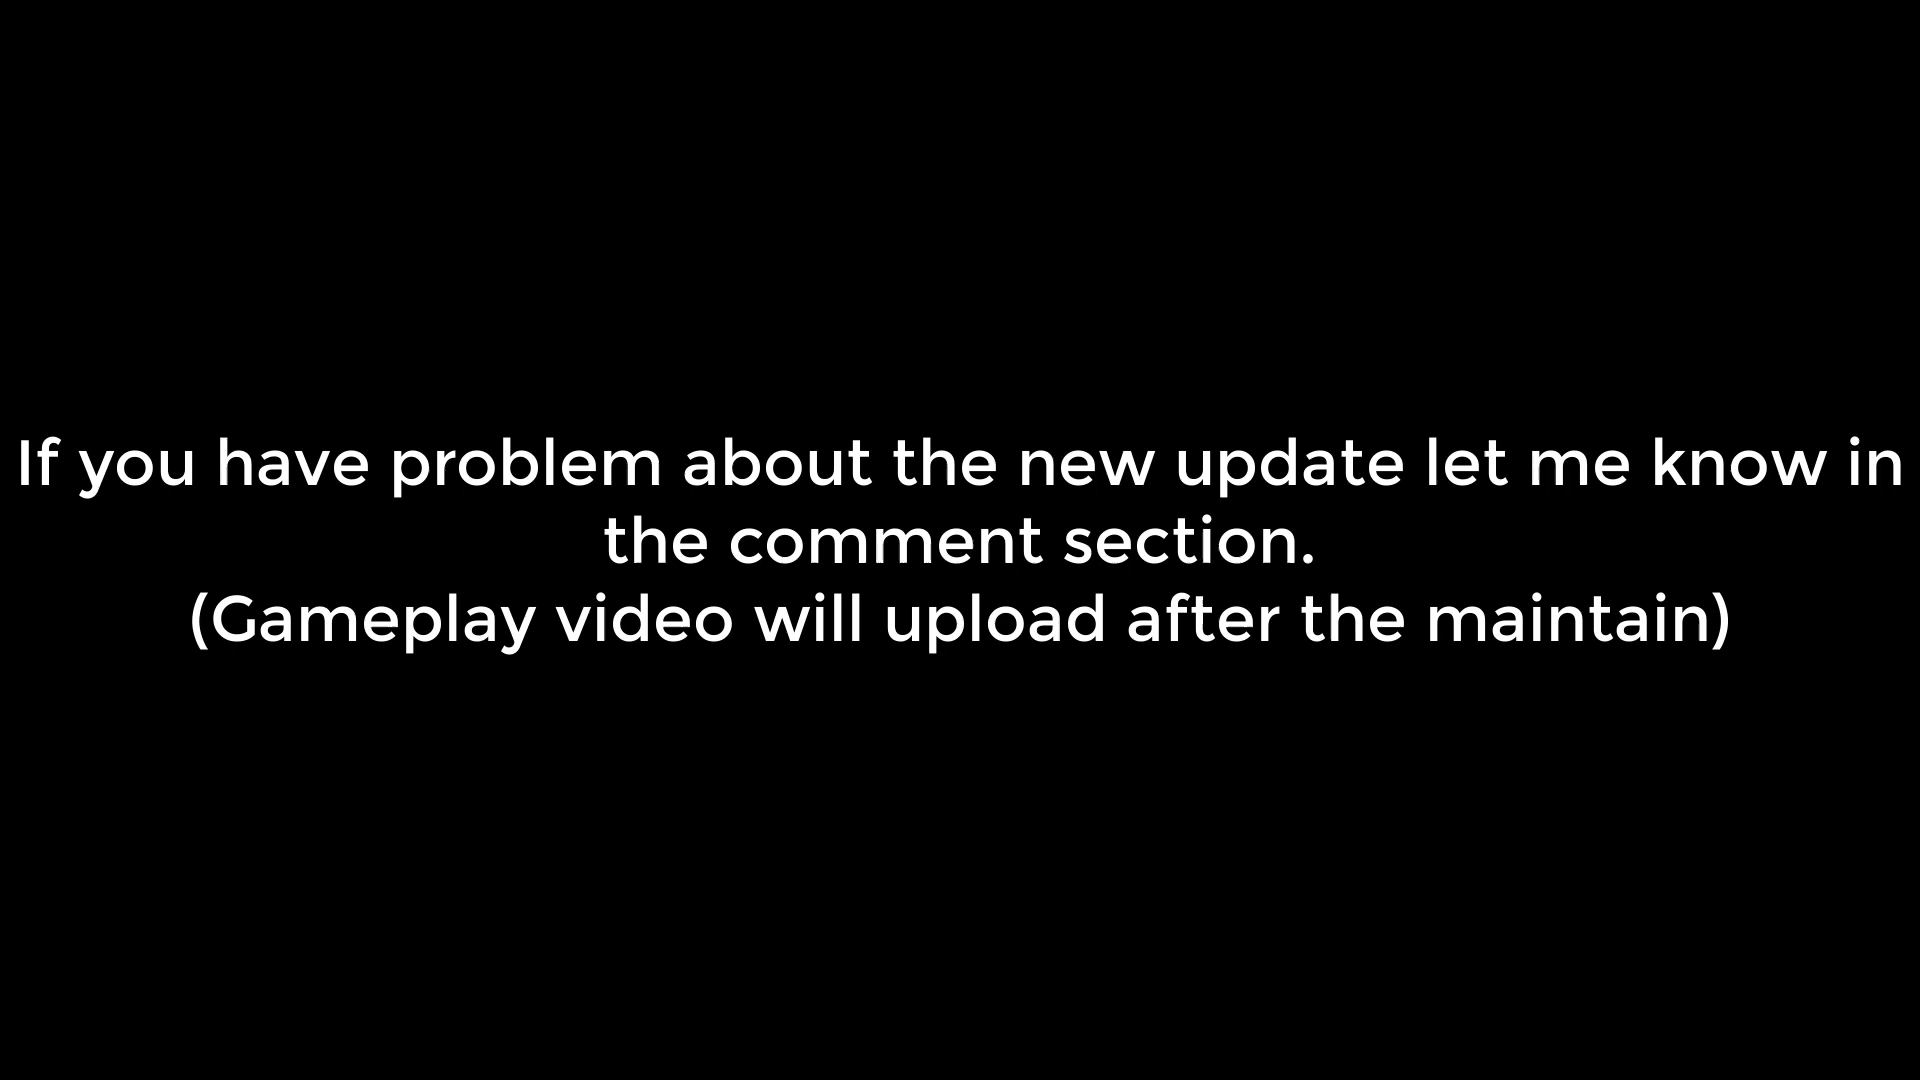 If you have problem about the new update let me know in
the comment section.
(Gameplay video will upload after the maintain)